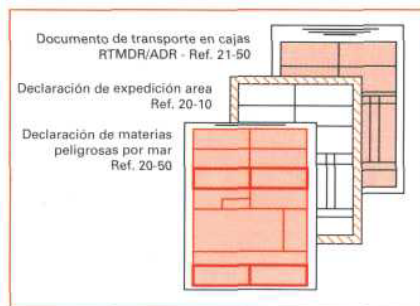 Documento de transporte en cajas
RTMDR/ADR - Ref. 21-50
Declaración de expedición area
Ref. 20-10
Declaración de materias
peligrosas por mar
Ref. 20-50